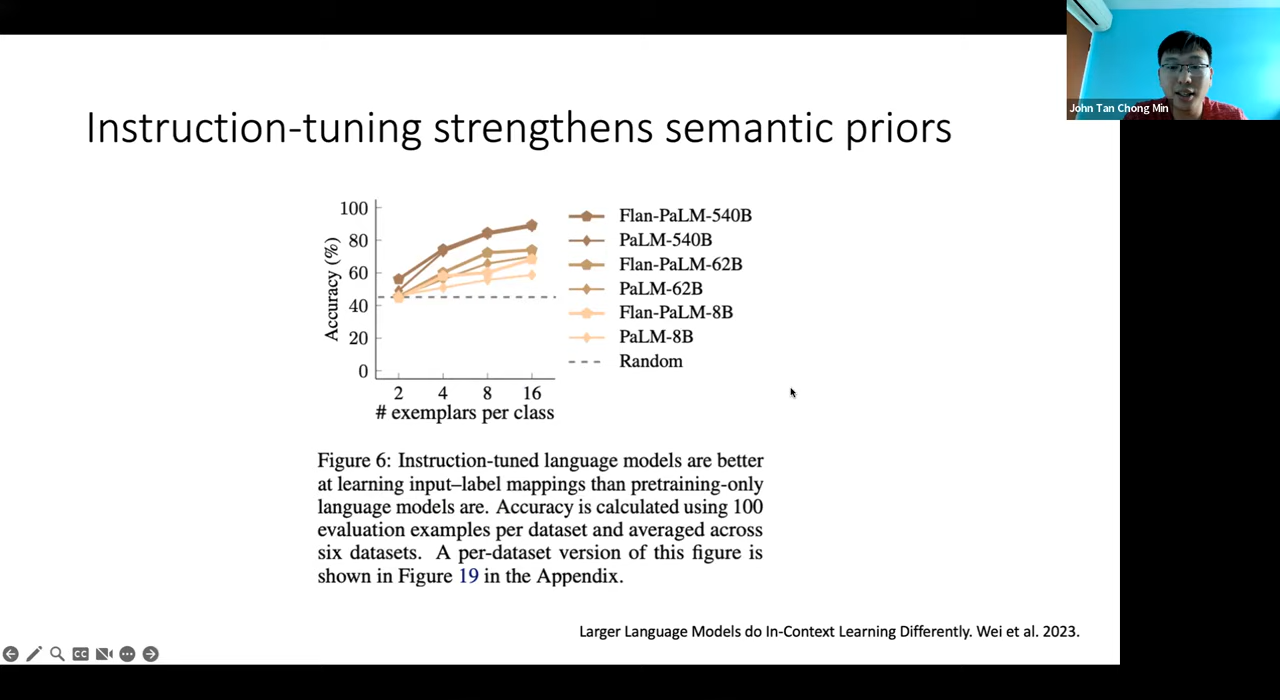 John Tan Chong Min
Instruction-tuning strengthens semantic priors
100
80
60
40
20
0
Accuracy (%)
2 4 8 16
# exemplars per class
Flan-PaLM-540B
PaLM-540B
Flan-PaLM-62B
PaLM-62B
Flan-PaLM-8B
PaLM-8B
Random
Figure 6: Instruction-tuned language models are better
at learning input–label mappings than pretraining-only
language models are. Accuracy is calculated using 100
evaluation examples per dataset and averaged across
six datasets. A per-dataset version of this figure is
shown in Figure 19 in the Appendix.
Larger Language Models do In-Context Learning Differently. Wei et al. 2023.
CC